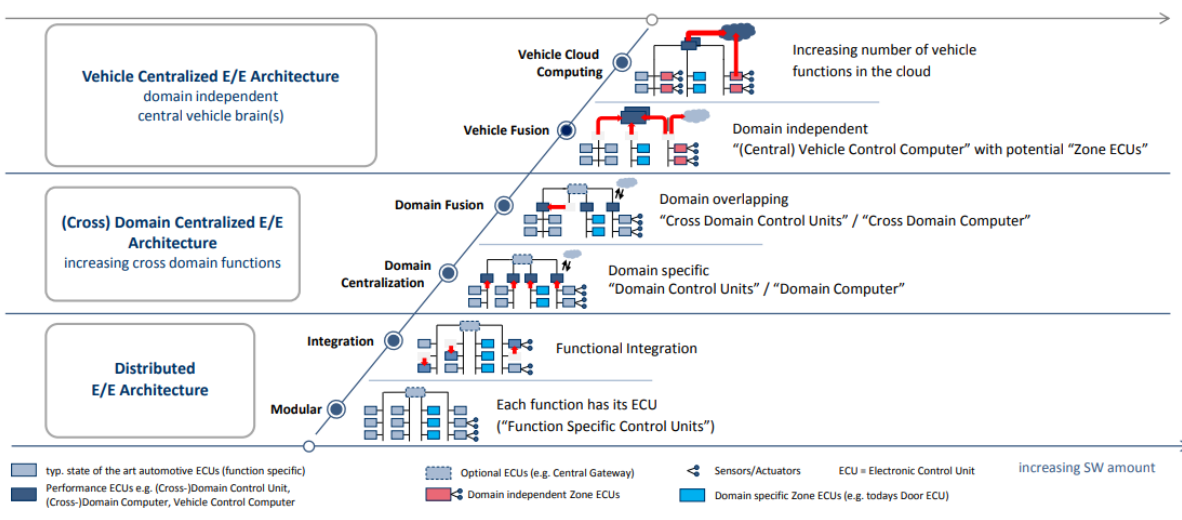 Vehicle Centralized E/E Architecture
domain independent
central vehicle brain(s)
Vehicle Cloud
Computing
Increasing number of vehicle
functions in the cloud
Vehicle Fusion
Domain independent
“(Central) Vehicle Control Computer” with potential “Zone ECUs”
(Cross) Domain Centralized E/E
Architecture
increasing cross domain functions
Domain Fusion
Domain overlapping
“Cross Domain Control Units” / “Cross Domain Computer”
Domain
Centralization
Domain specific
“Domain Control Units” / “Domain Computer”
Distributed
E/E Architecture
Integration
Functional Integration
Modular
Each function has its ECU
(“Function Specific Control Units”)
increasing SW amount
typ. state of the art automotive ECUs (function specific)
Performance ECUs e.g. (Cross-)Domain Control Unit,
(Cross-)Domain Computer, Vehicle Control Computer
Optional ECUs (e.g. Central Gateway)
Domain independent Zone ECUs
Sensors/Actuators
ECU = Electronic Control Unit
Domain specific Zone ECUs (e.g. todays Door ECU)